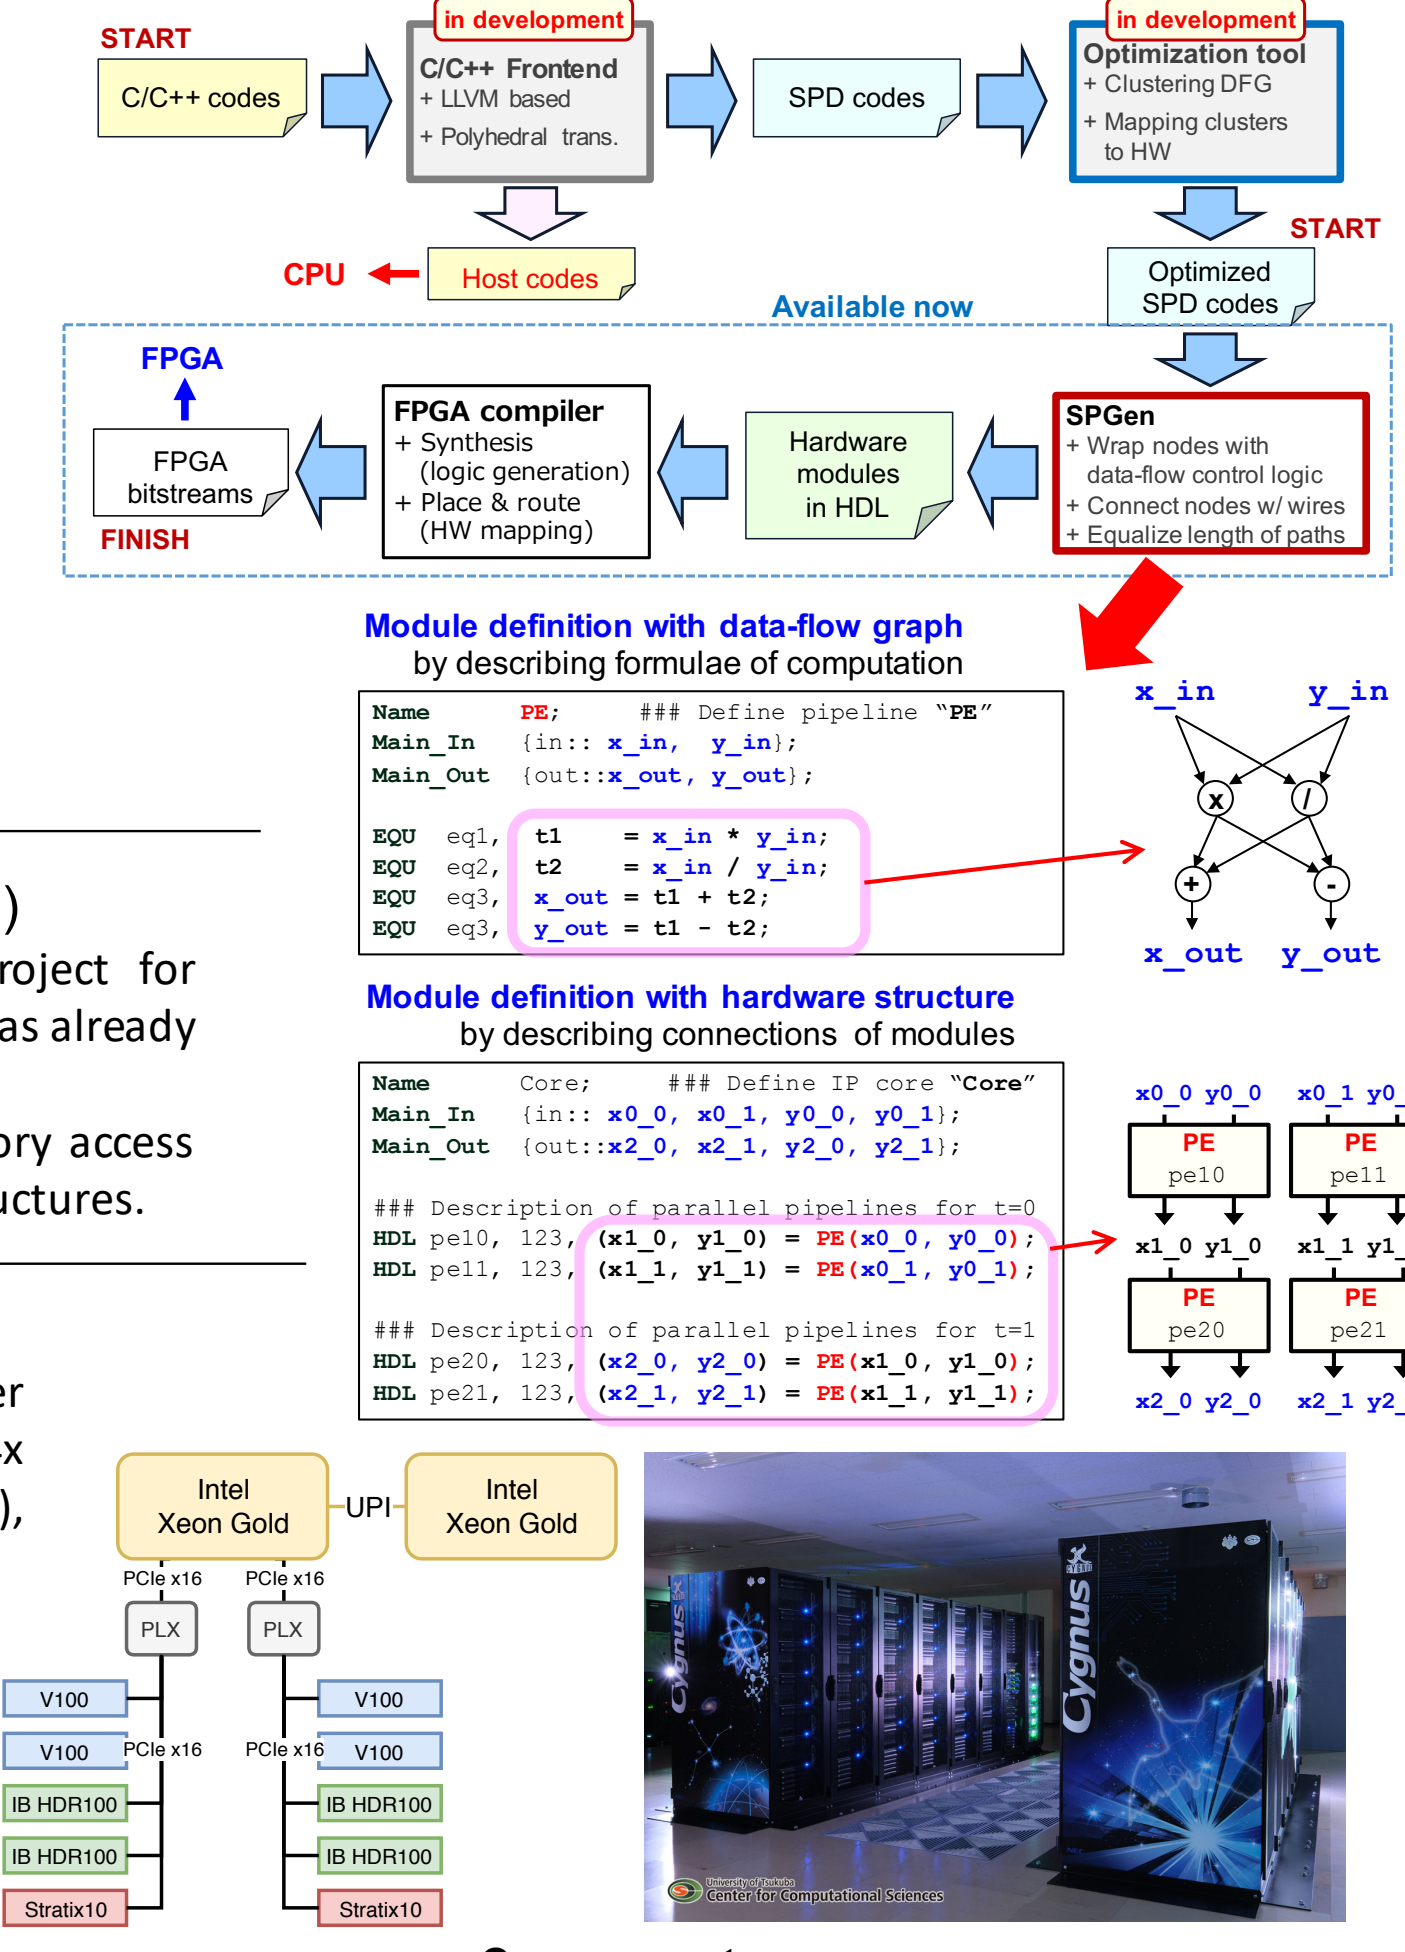 in development
in development
START
C/C++ codes
C/C++ Frontend
+ LLVM based
+ Polyhedral trans.
SPD codes
Optimization tool
+ Clustering DFG
+ Mapping clusters
to HW
START
CPU
Host codes
Optimized
SPD codes
Available now
FPGA
FPGA
bitstreams
FINISH
FPGA compiler
+ Synthesis
(logic generation)
+ Place & route
(HW mapping)
Hardware
modules
in HDL
SPGen
+ Wrap nodes with
data-flow control logic
+ Connect nodes w/ wires
+ Equalize length of paths
Module definition with data-flow graph
by describing formulae of computation
Name PE; ### Define pipeline “PE”
Main_In {in:: x_in, y_in};
Main_Out {out::x_out, y_out};
EQU eq1, t1 = x_in * y_in;
EQU eq2, t2 = x_in / y_in;
EQU eq3, x_out = t1 + t2;
EQU eq3, y_out = t1 - t2;
x_in y_in
x /
+ -
x_out y_out
)
roject for
as already
ory access
uctures.
Module definition with hardware structure
by describing connections of modules
Name Core; ### Define IP core “Core”
Main_In {in:: x0_0, x0_1, y0_0, y0_1};
Main_Out {out::x2_0, x2_1, y2_0, y2_1};
### Description of parallel pipelines for t=0
HDL pe10, 123, (x1_0, y1_0) = PE(x0_0, y0_0);
HDL pe11, 123, (x1_1, y1_1) = PE(x0_1, y0_1);
### Description of parallel pipelines for t=1
HDL pe20, 123, (x2_0, y2_0) = PE(x1_0, y1_0);
HDL pe21, 123, (x2_1, y2_1) = PE(x1_1, y1_1);
x0_0 y0_0 x0_1 y0_
PE PE
pe10 pe11
x1_0 y1_0 x1_1 y1_
PE PE
pe20 pe21
x2_0 y2_0 x2_1 y2_
er
x
),
Intel
Xeon Gold
UPI
Intel
Xeon Gold
PCIe x16 PCIe x16
PLX PLX
V100 V100
V100 PCIe x16 PCIe x16 V100
IB HDR100 IB HDR100
IB HDR100 IB HDR100
Stratix10 Stratix10
Cygnus
Cygnus
CYGNUS
NEC
University of Tsukuba
Center for Computational Sciences